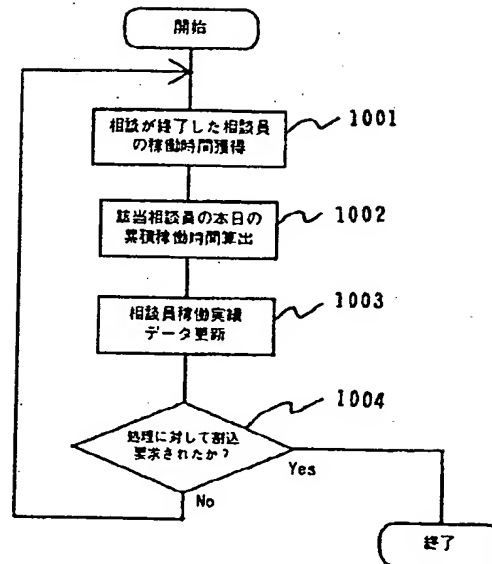 開始
相談が終了した相談員
の稼働時間獲得
1001
該当相談員の本日の
累積稼働時間算出
1002
相談員稼働実績
データ更新
1003
1004
処理に対して割込
要求されたか?
Yes
No
終了